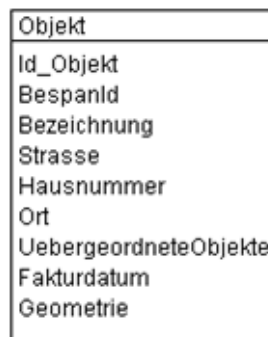 Objekt
Id_Objekt
BespanId
Bezeichnung
Strasse
Hausnummer
Ort
UebergeordneteObjekte
Fakturdatum
Geometrie